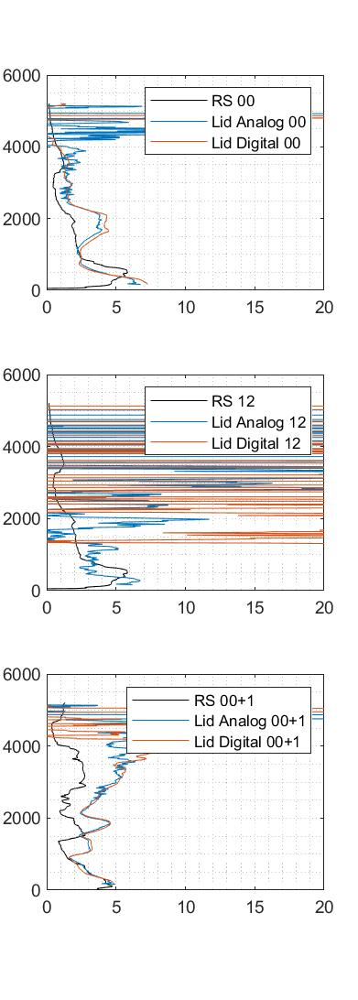 6000
4000
2000
0
RS 00
Lid Analog 00
Lid Digital 00
0 5 10 15 20
6000
4000
2000
0
RS 12
Lid Analog 12
Lid Digital 12
0 5 10 15 20
6000
4000
2000
0
RS 00+1
Lid Analog 00+1
Lid Digital 00+1
0 5 10 15 20